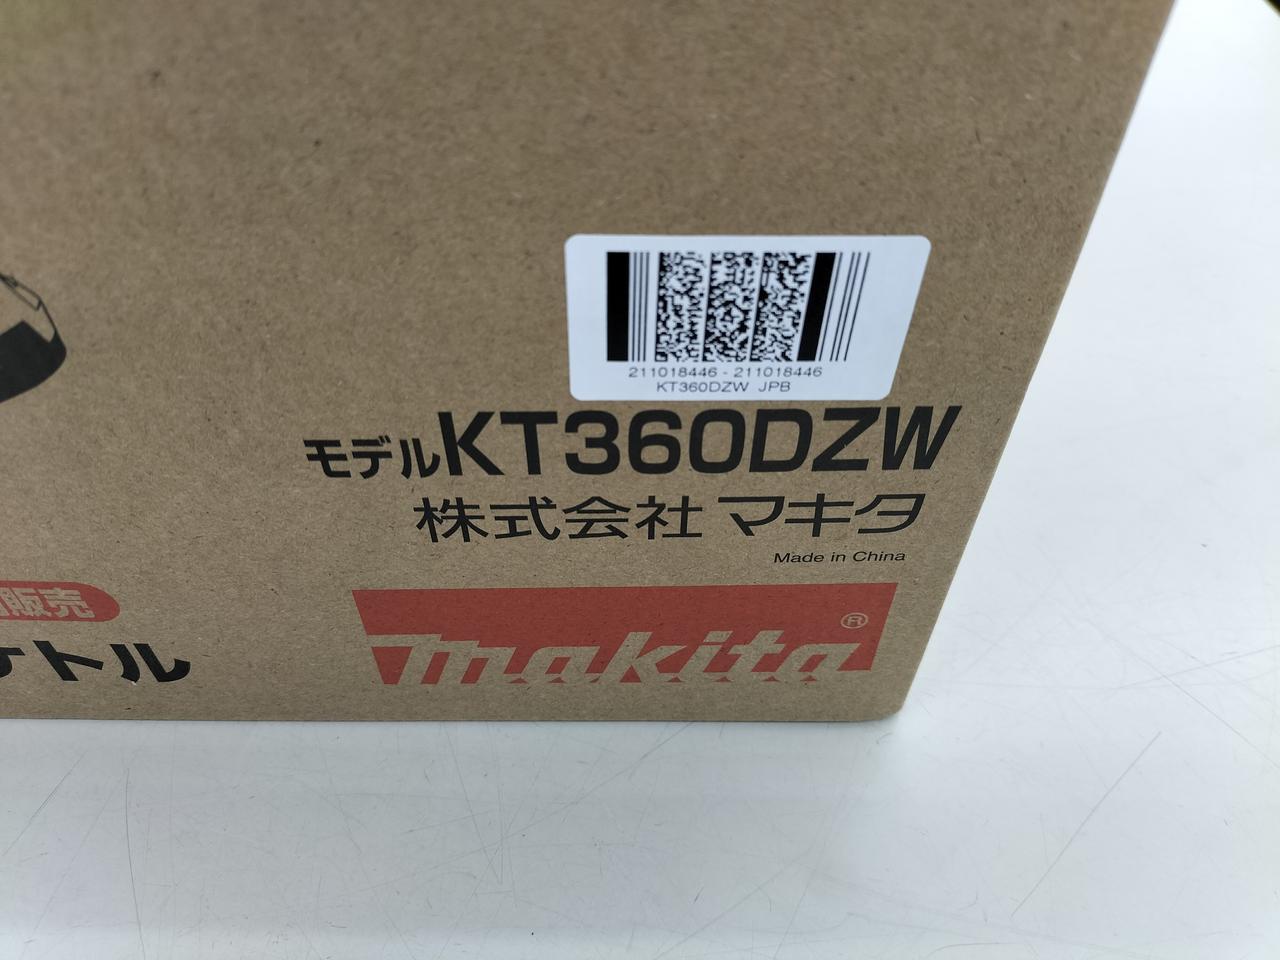 211018446 - 211018446
KT360DZW JPB
モデルKT360DZW
株式会社マキタ
Made in China
販売
ケトル
makita®